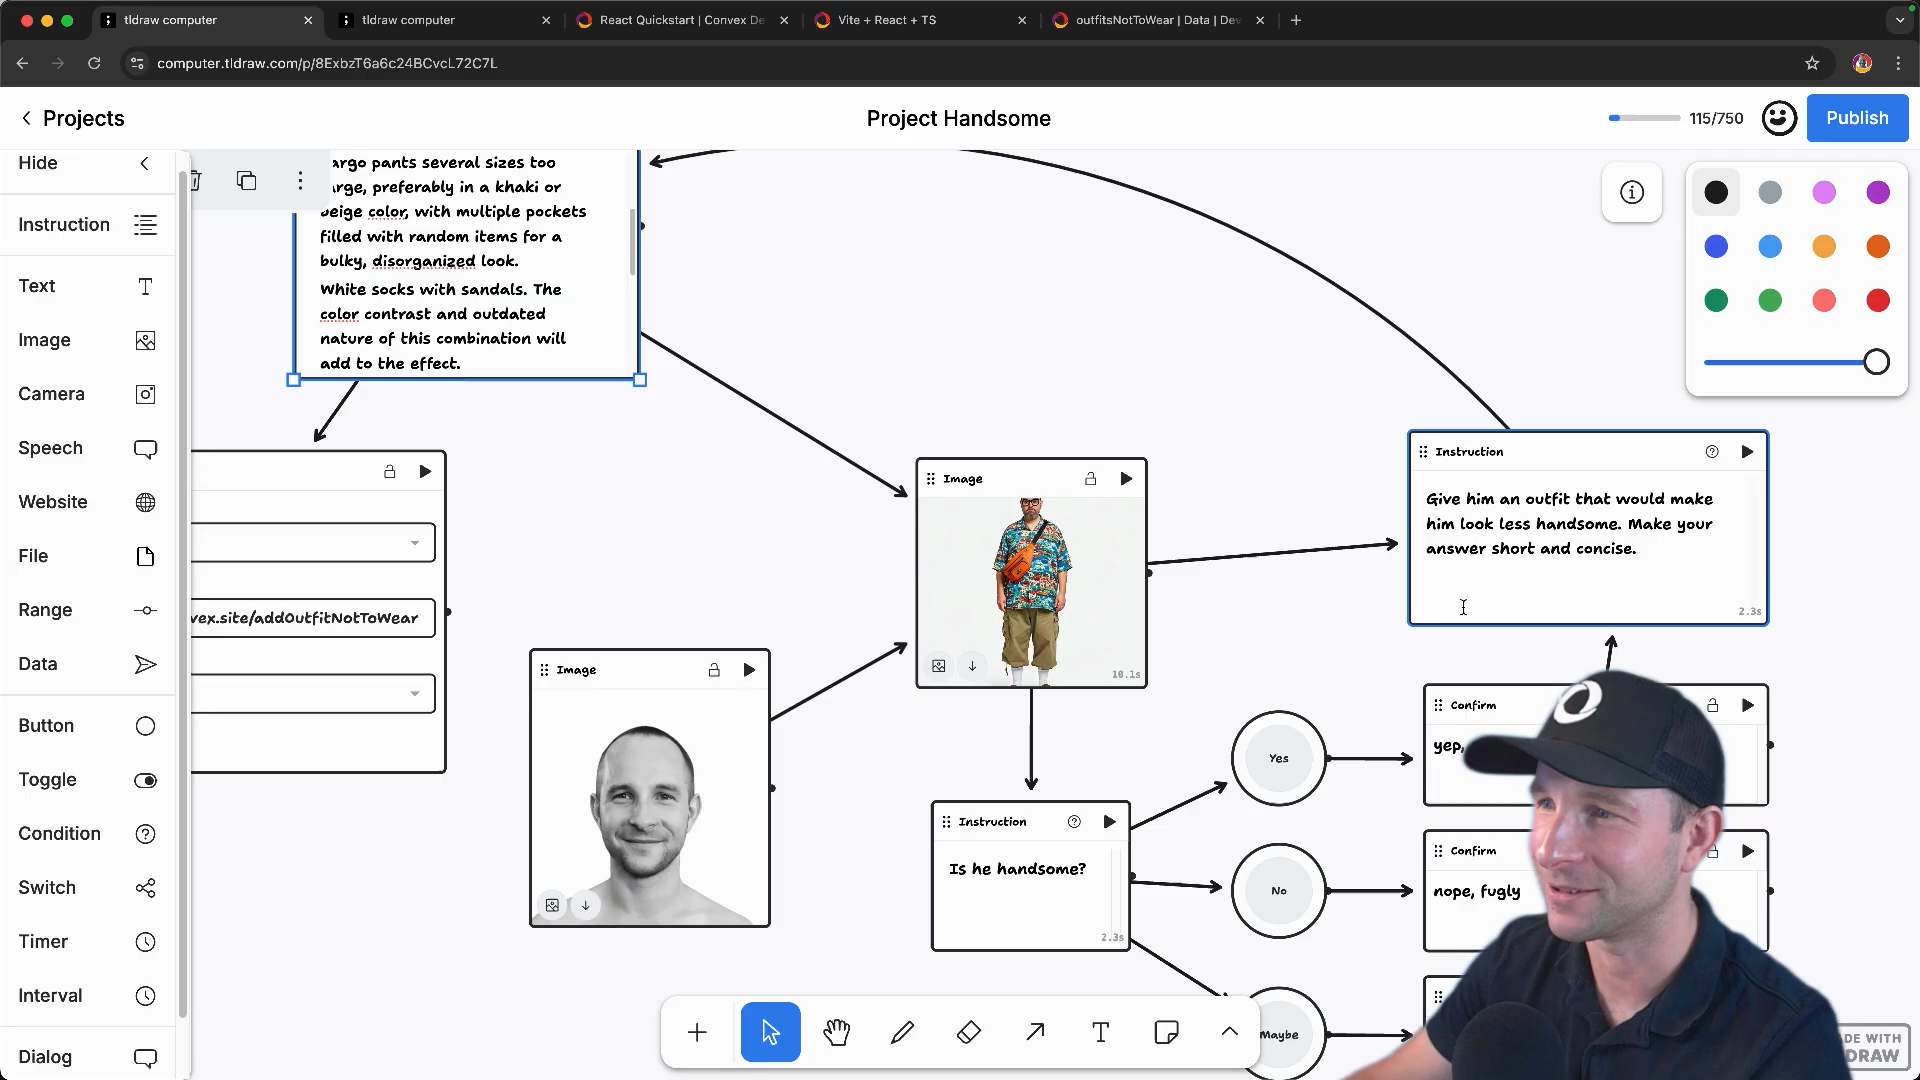 tldraw computer
tldraw computer
React Quickstart | Convex De
Vite + React + TS
outfitsNotToWear | Data | Dev
computer.tldraw.com/p/8ExbzT6a6c24BCvcL72C7L
Projects
Project Handsome
115/750
Publish
Hide
Instruction
Text
Image
Camera
Speech
Website
File
Range
Data
Button
Toggle
Condition
Switch
Timer
Interval
Dialog
argo pants several sizes too
arge, preferably in a khaki or
beige color, with multiple pockets
filled with random items for a
bulky, disorganized look.
White socks with sandals. The
color contrast and outdated
nature of this combination will
add to the effect.
vex.site/addOutfitNotToWear
Image
Image
10.1s
Instruction
Give him an outfit that would make
him look less handsome. Make your
answer short and concise.
2.3s
Instruction
Is he handsome?
2.3s
Yes
No
Maybe
Confirm
yep,
Confirm
nope, fugly
DE WITH
DRAW